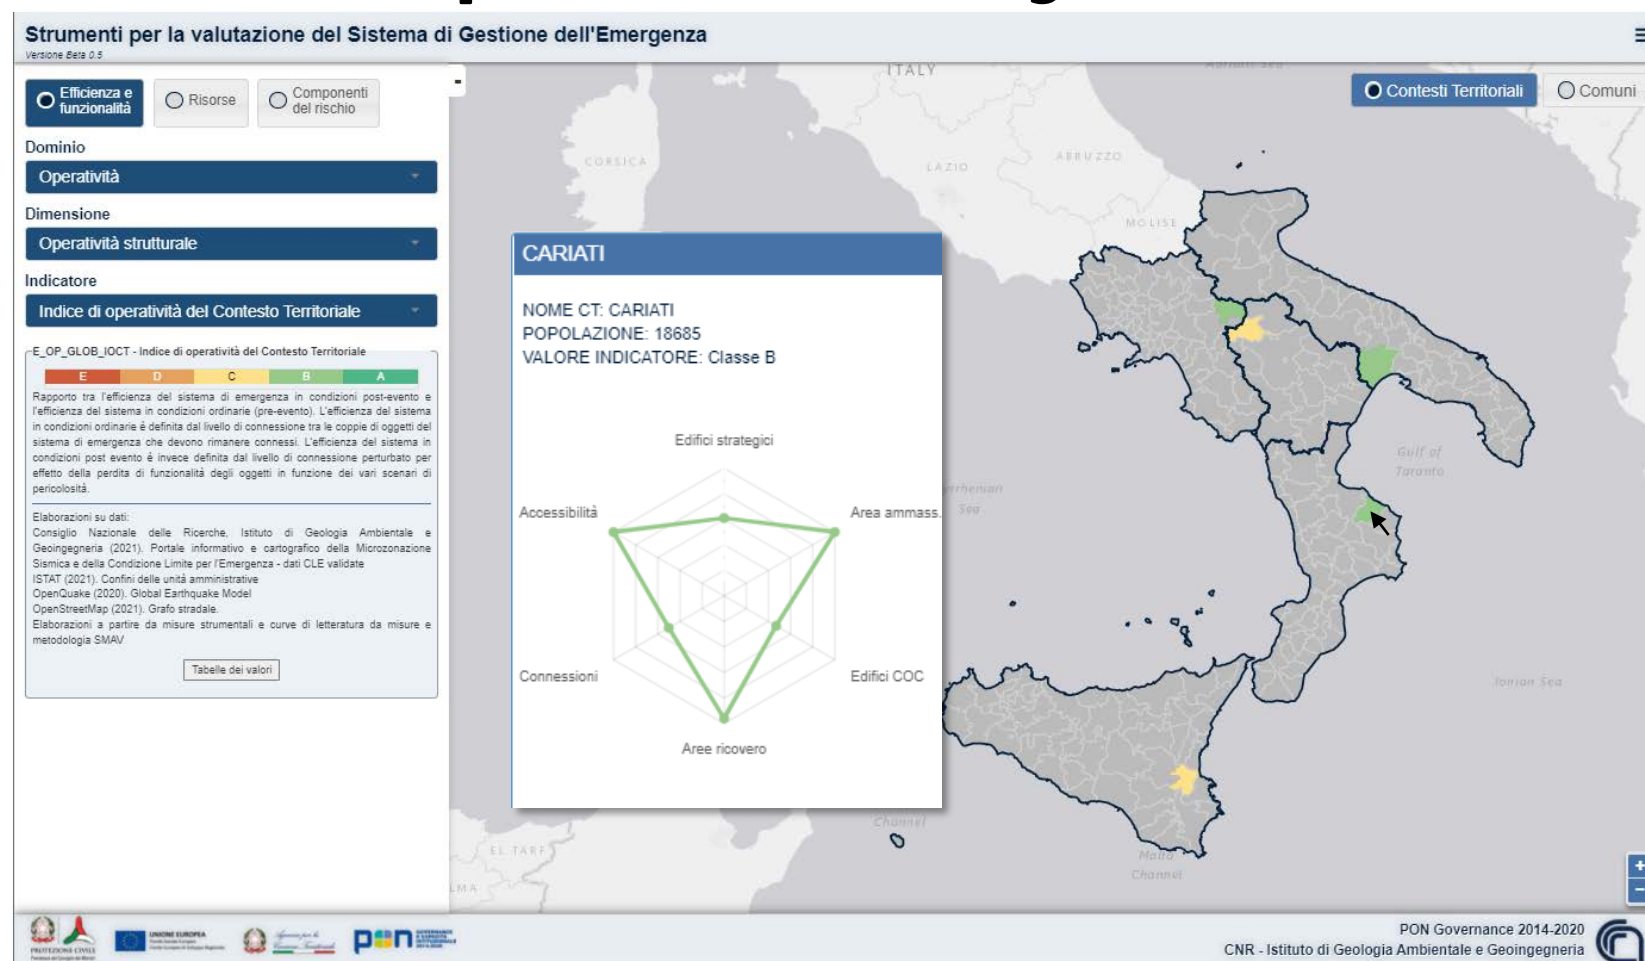 Strumenti per la valutazione del Sistema di Gestione dell'Emergenza
Versione Beta 0.5
Efficienza e
funzionalità
Risorse
Componenti
del rischio
-
Contesti Territoriali
Comuni
Dominio
Operatività
Dimensione
Operatività strutturale
Indicatore
Indice di operatività del Contesto Territoriale
E_OP_GLOB_IOCT - Indice di operatività del Contesto Territoriale
E D C B A
Rapporto tra l'efficienza del sistema di emergenza in condizioni post-evento e
l'efficienza del sistema in condizioni ordinarie (pre-evento). L'efficienza del sistema
in condizioni ordinarie è definita dal livello di connessione tra le coppie di oggetti del
sistema di emergenza che devono rimanere connessi. L'efficienza del sistema in
condizioni post evento è invece definita dal livello di connessione perturbato per
effetto della perdita di funzionalità degli oggetti in funzione dei vari scenari di
pericolosità.
Elaborazioni su dati:
Consiglio Nazionale delle Ricerche, Istituto di Geologia Ambientale e
Geoingegneria (2021). Portale informativo e cartografico della Microzonazione
Sismica e della Condizione Limite per l'Emergenza - dati CLE validate
ISTAT (2021). Confini delle unità amministrative
OpenQuake (2020). Global Earthquake Model
OpenStreetMap (2021). Grafo stradale.
Elaborazioni a partire da misure strumentali e curve di letteratura da misure e
metodologia SMAV
Tabelle dei valori
CARIATI
NOME CT: CARIATI
POPOLAZIONE: 18685
VALORE INDICATORE: Classe B
Edifici strategici
Accessibilità
Area ammass.
Connessioni
Edifici COC
Aree ricovero
ITALY
CORSICA
LAZIO
ABRUZZO
MOLISE
Sea
Gulf of
Taranto
Ionian Sea
Channel
Malta
Channel
EL TARF
+
-
PROTEZIONE CIVILE
UNIONE EUROPEA
pon
PON Governance 2014-2020
CNR - Istituto di Geologia Ambientale e Geoingegneria